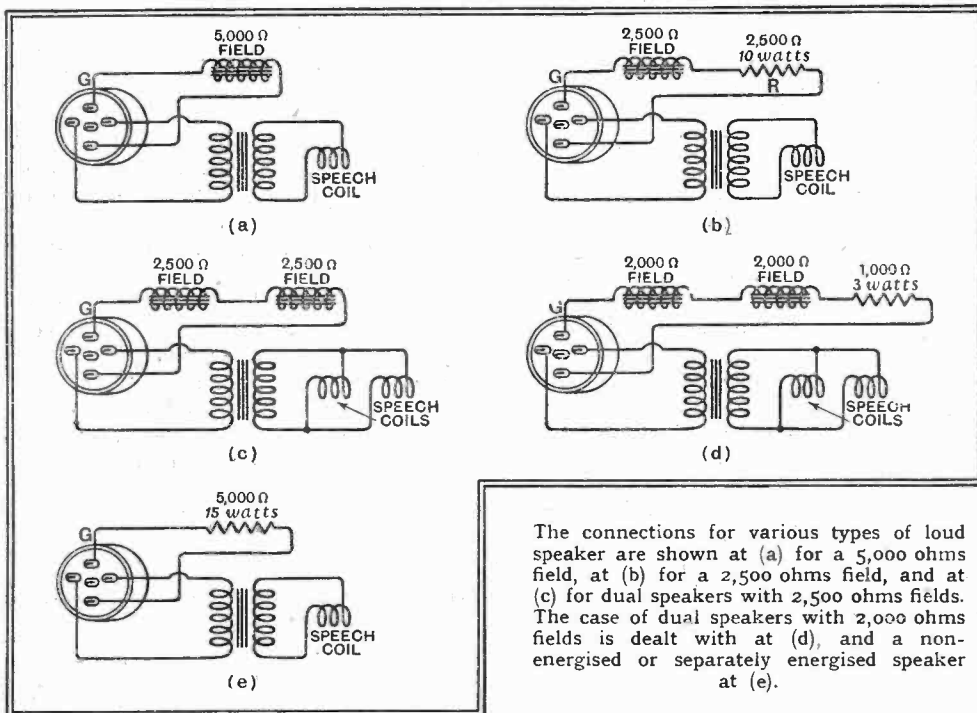 5,000 Ω
FIELD
G
SPEECH
COIL
(a)
2,500 Ω
FIELD
2,500 Ω
10 watts
G
R
SPEECH
COIL
(b)
2,500 Ω
FIELD
2,500 Ω
FIELD
G
SPEECH
COILS
(c)
2,000 Ω
FIELD
2,000 Ω
FIELD
1,000 Ω
3 watts
G
SPEECH
COILS
(d)
5,000 Ω
15 watts
G
SPEECH
COIL
(e)
The connections for various types of loud
speaker are shown at (a) for a 5,000 ohms
field, at (b) for a 2,500 ohms field, and at
(c) for dual speakers with 2,500 ohms fields.
The case of dual speakers with 2,000 ohms
fields is dealt with at (d), and a non-
energised or separately energised speaker
at (e).